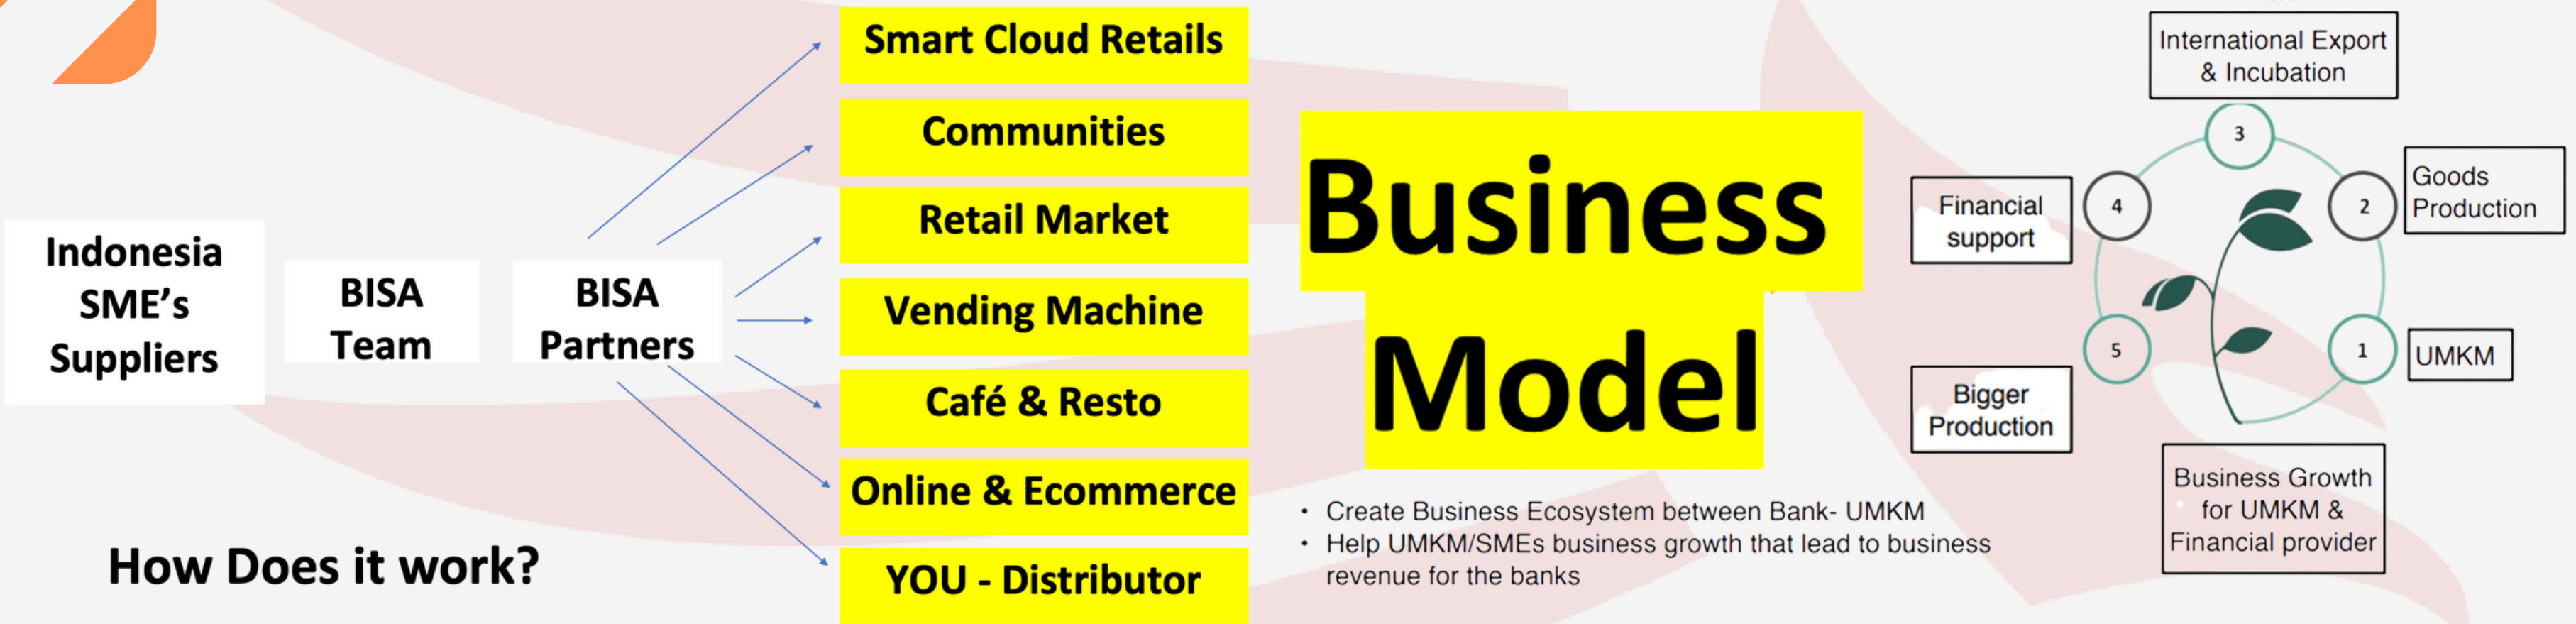 Indonesia
SME’s
Suppliers
BISA
Team
BISA
Partners
Smart Cloud Retails
Communities
Retail Market
Vending Machine
Café & Resto
Online & Ecommerce
YOU - Distributor
How Does it work?
Business
Model
• Create Business Ecosystem between Bank- UMKM
• Help UMKM/SMEs business growth that lead to business
revenue for the banks
International Export
& Incubation
3
Goods
Production
2
Financial
support
4
1
UMKM
5
Bigger
Production
Business Growth
for UMKM &
Financial provider